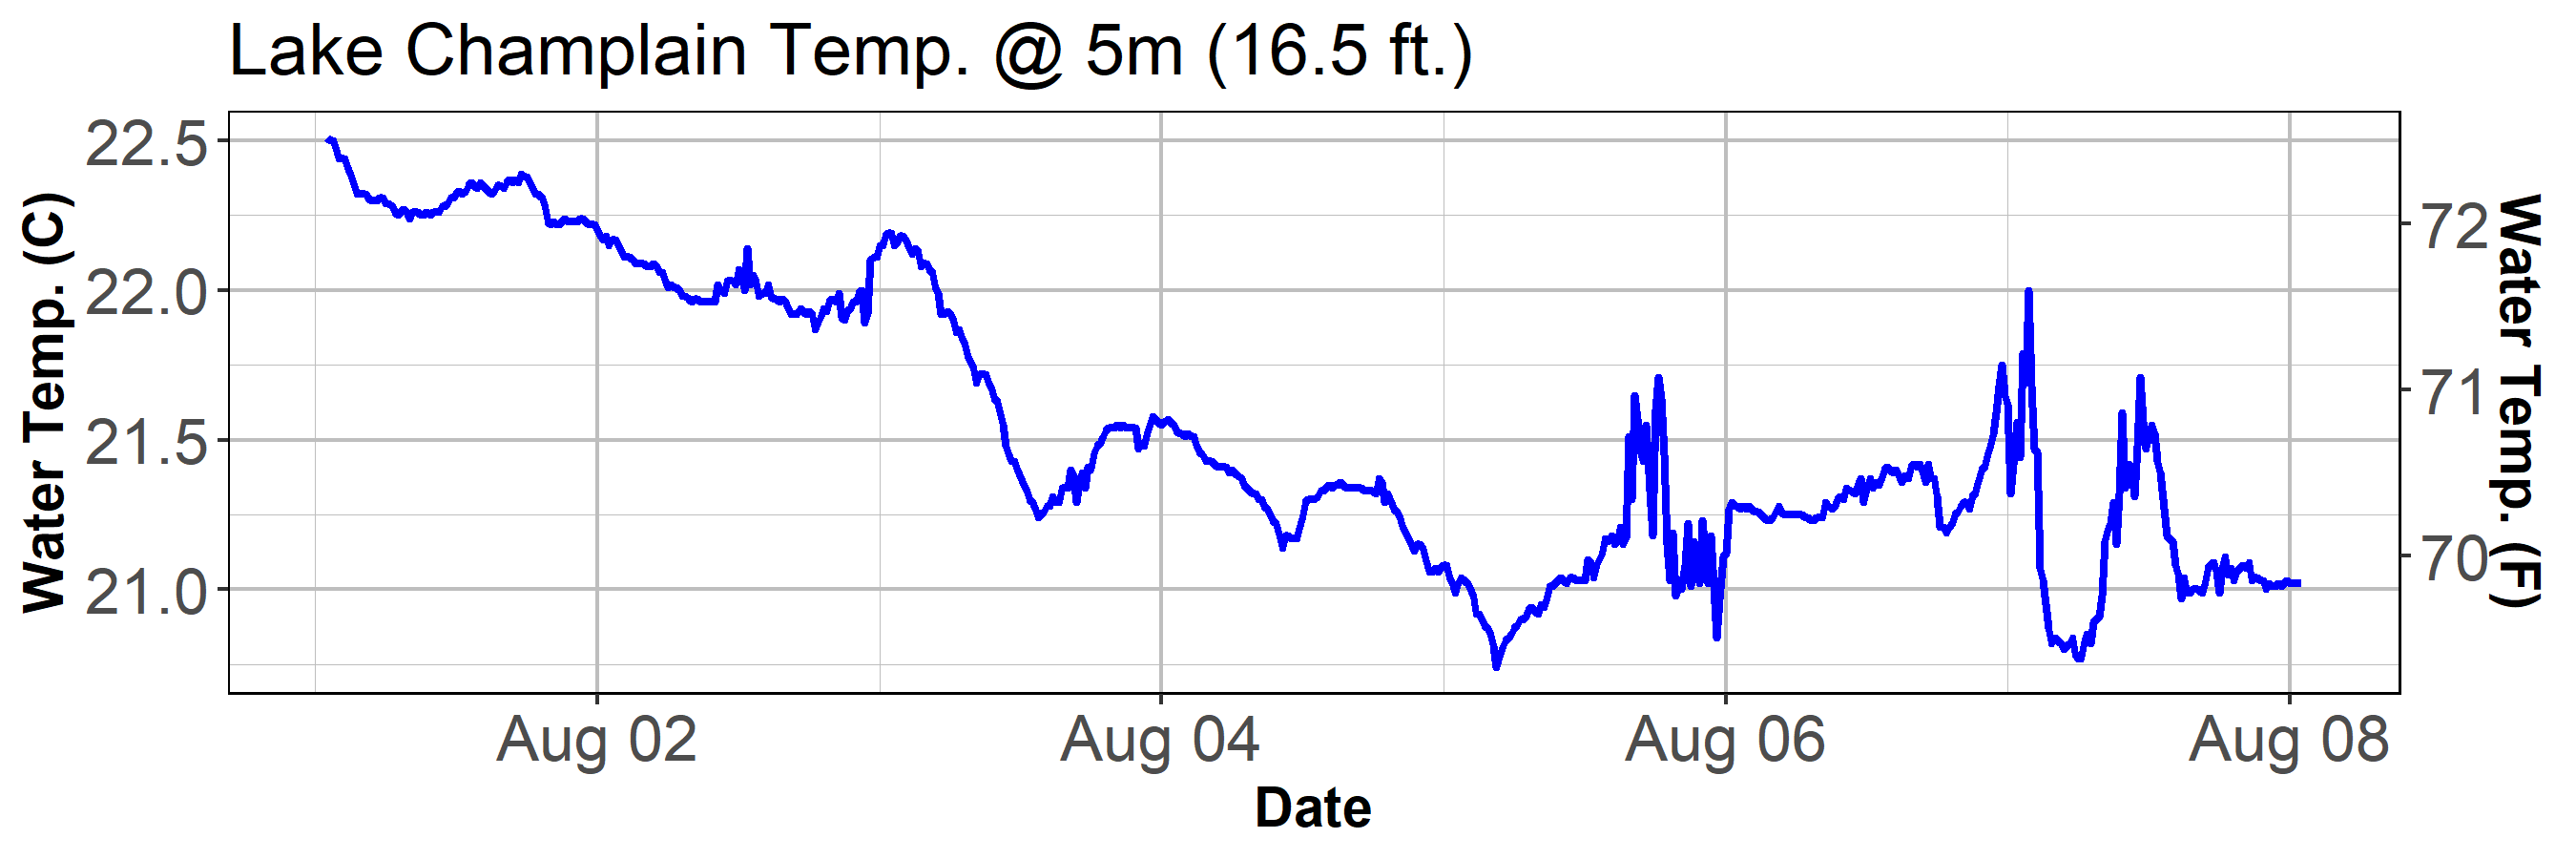 Lake Champlain Temp. @ 5m (16.5 ft.)
Water Temp. (C)
22.5
22.0
21.5
21.0
72
71
70
Water Temp. (F)
Aug 02
Aug 04
Aug 06
Aug 08
Date